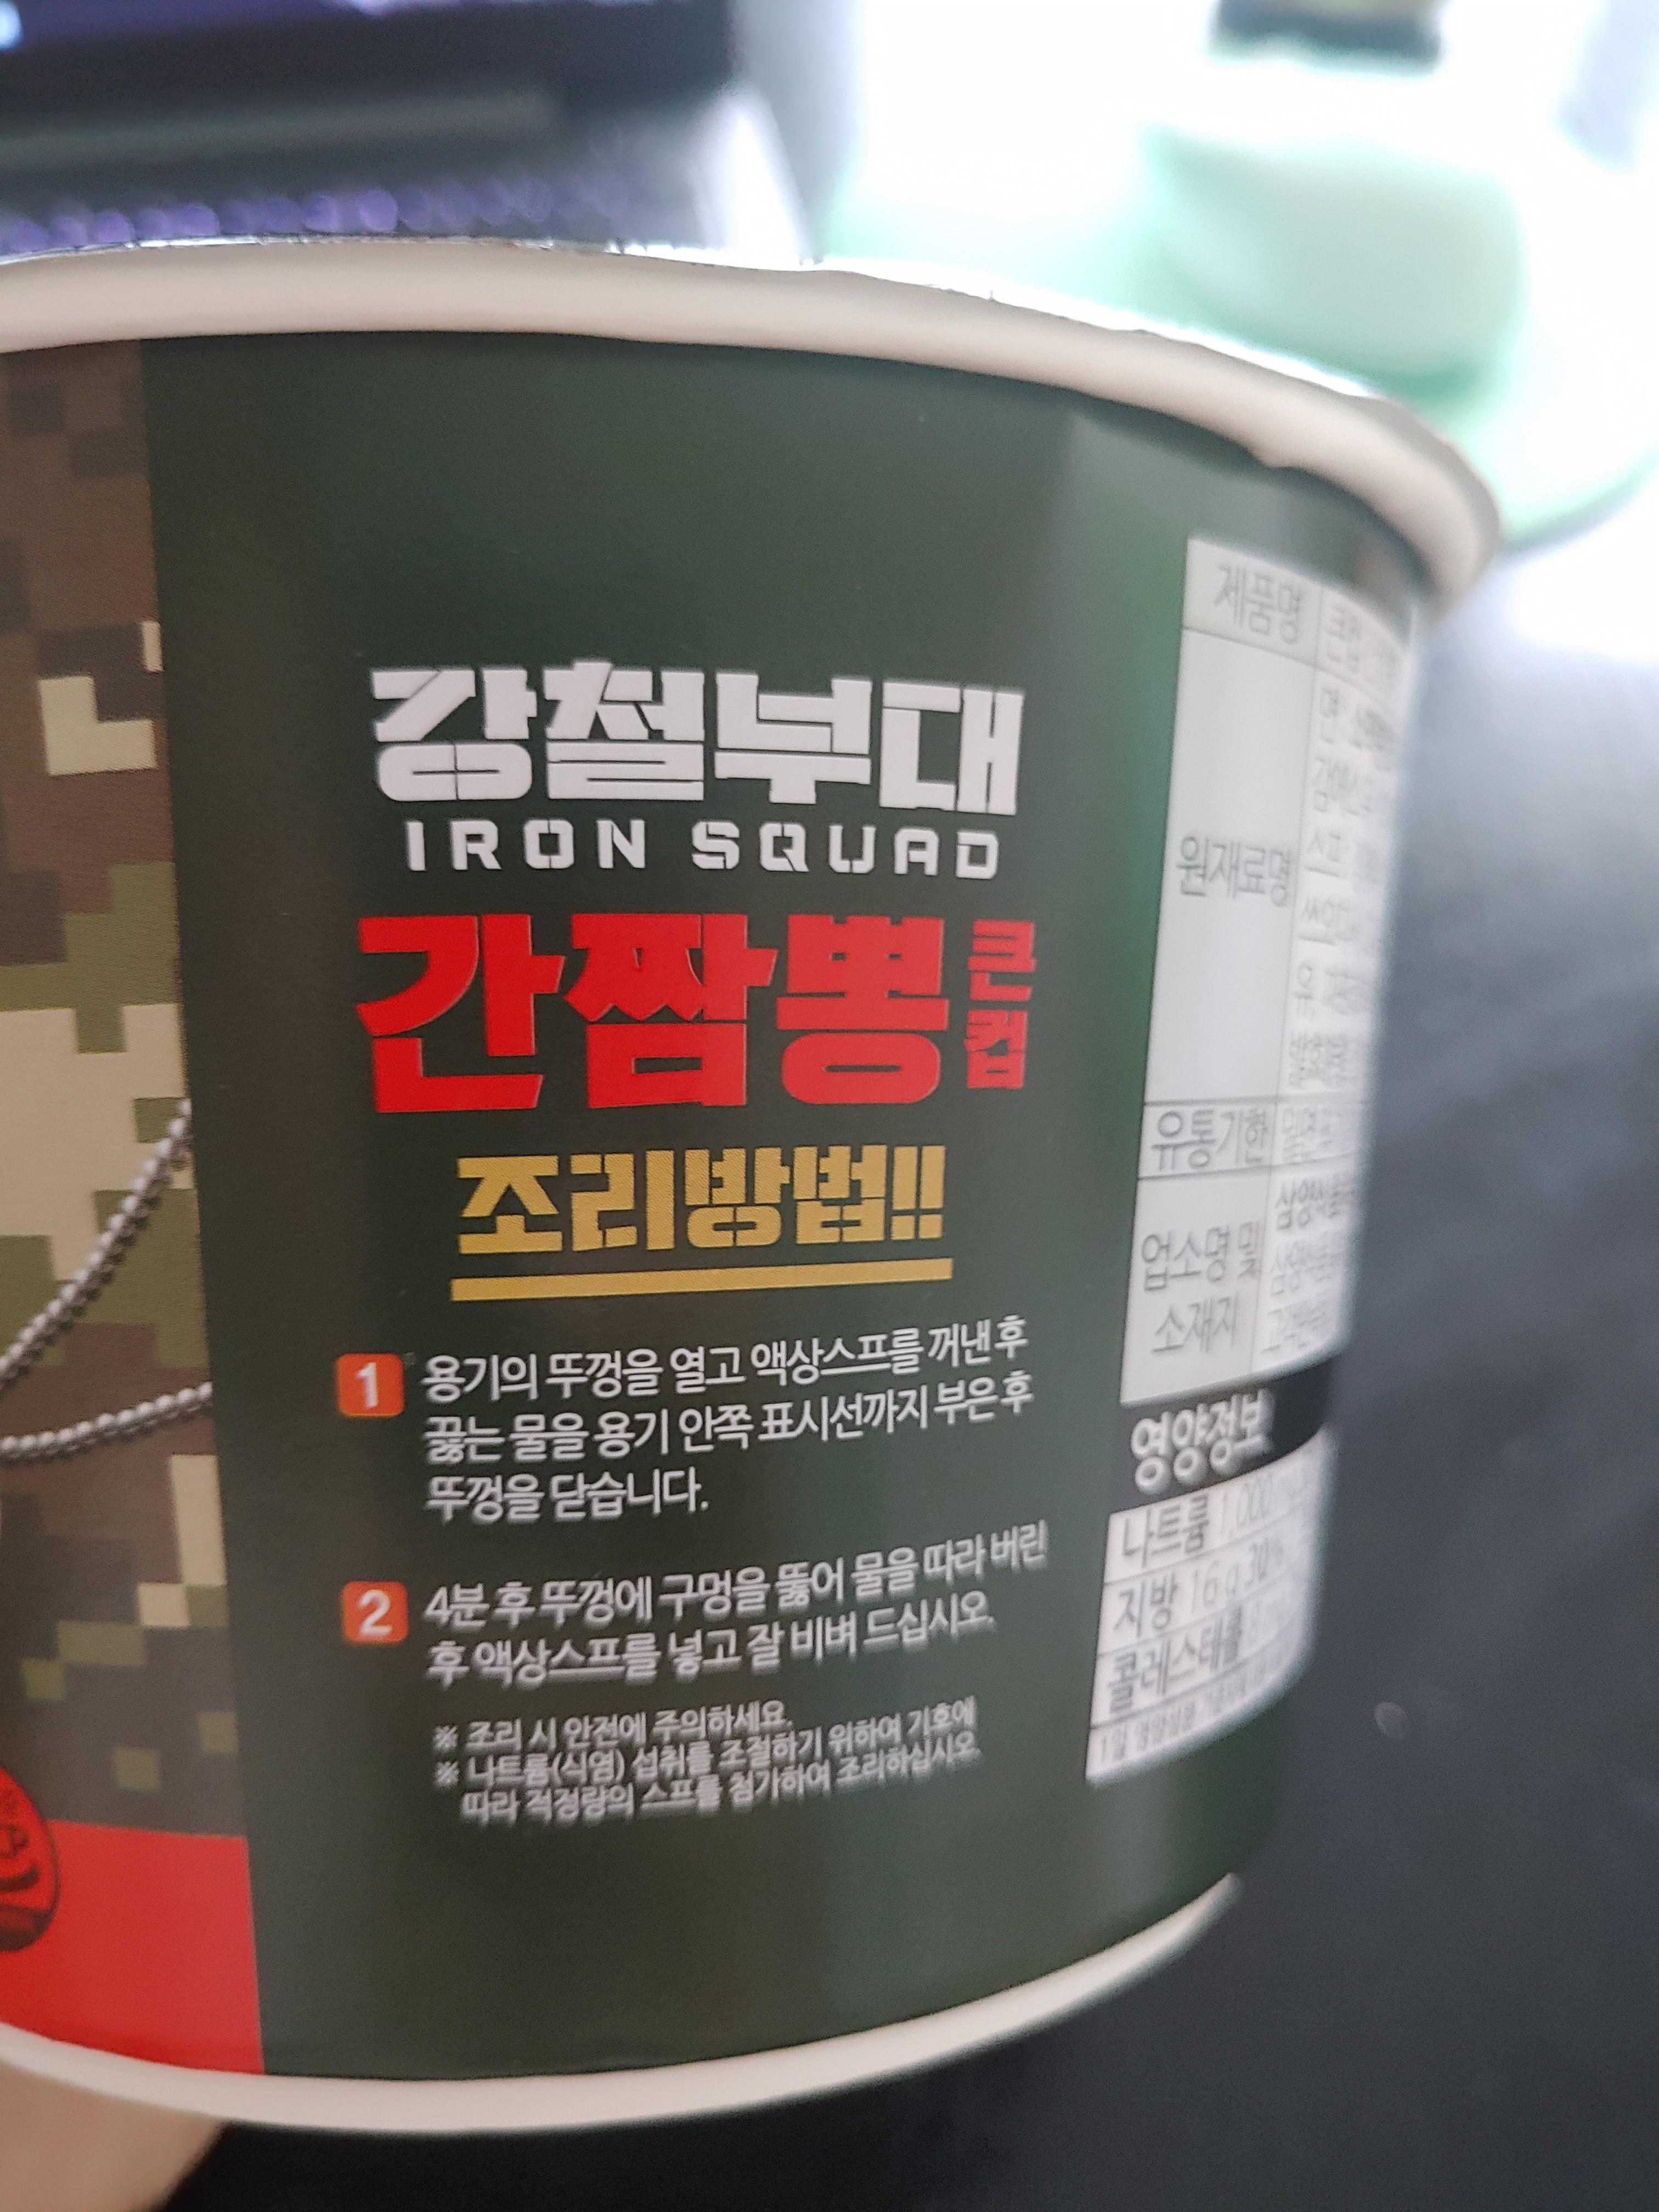 강철부대
IRON SQUAD
간짬뽕 큰컵
조리방법!!
1 용기의 뚜껑을 열고 액상스프를 꺼낸 후
끓는 물을 용기 안쪽 표시선까지 부은 후
뚜껑을 닫습니다.
2 4분 후 뚜껑에 구멍을 뚫어 물을 따라 버린
후 액상스프를 넣고 잘 비벼 드십시오.
※ 조리 시 안전에 주의하세요.
※ 나트륨(식염) 섭취를 조절하기 위하여 기호에
따라 적정량의 스프를 첨가하여 조리하십시오.
제품명
원재료명
유통기한
업소명 및
소재지
영양정보
나트륨
지방 16 g 30%
콜레스테롤